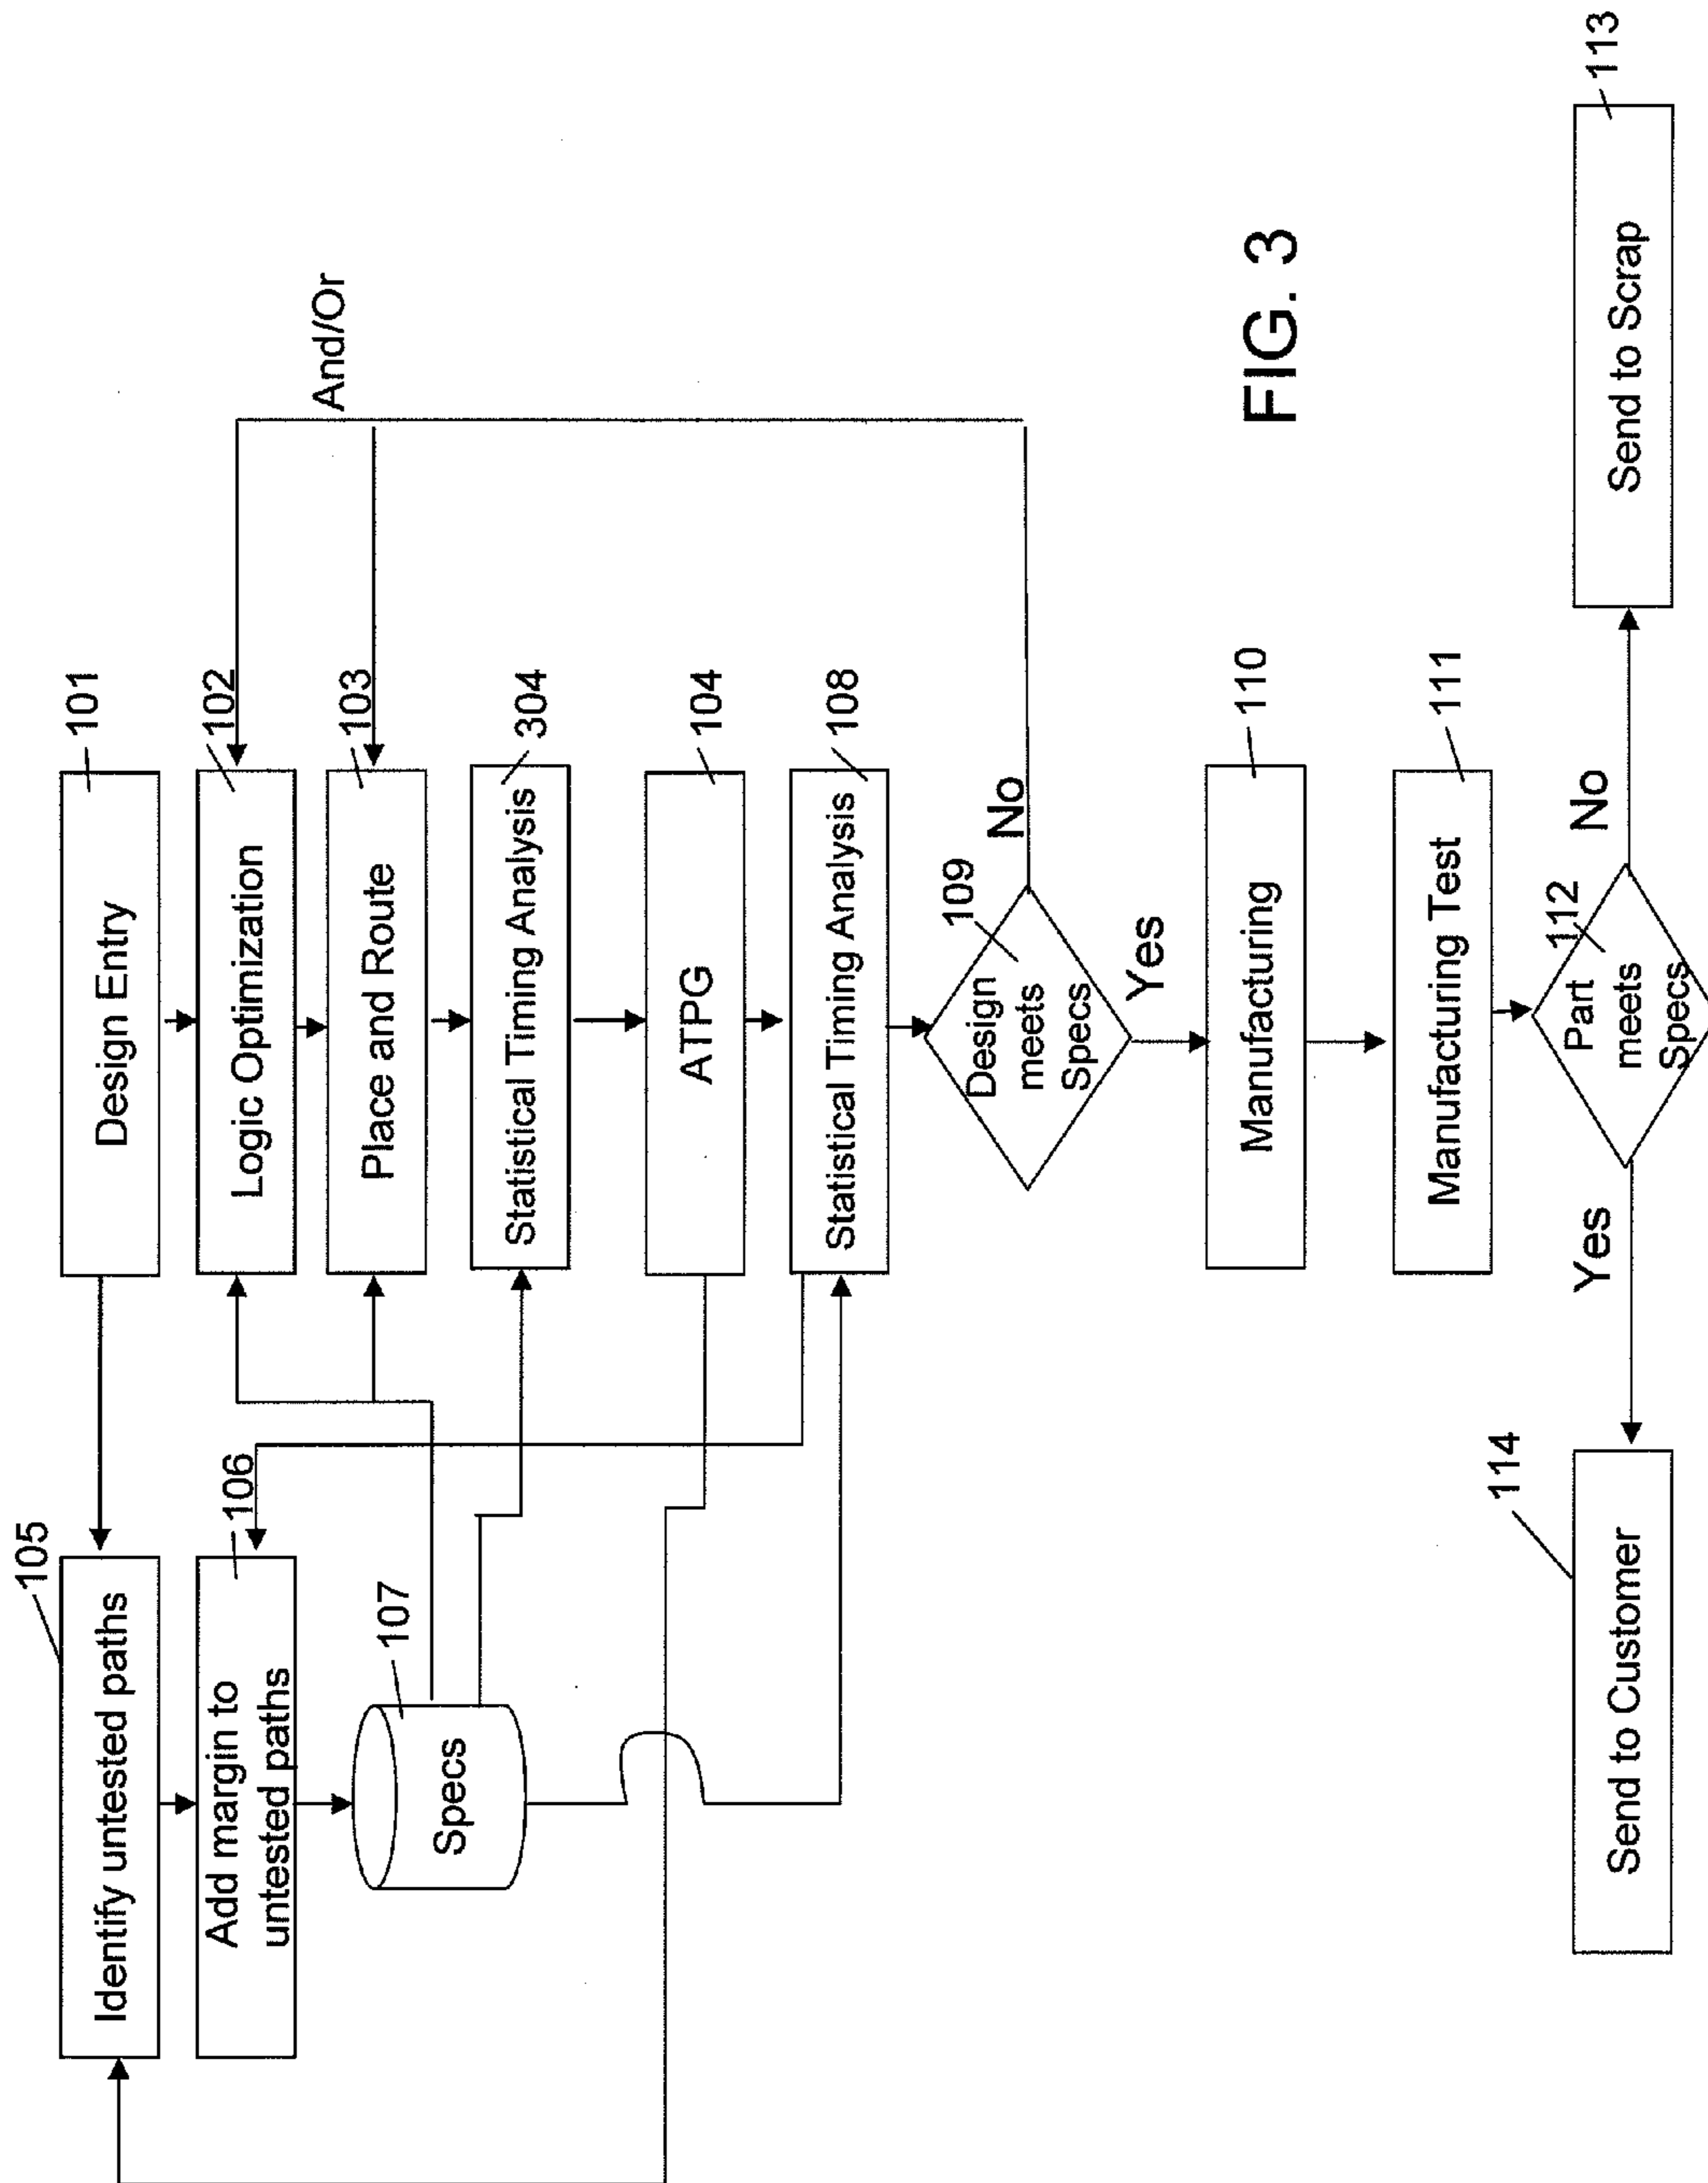 105
Identify untested paths
106
Add margin to
untested paths
107
Specs
101
Design Entry
102
Logic Optimization
103
Place and Route
304
Statistical Timing Analysis
104
ATPG
108
Statistical Timing Analysis
And/Or
109
Design
meets
Specs
No
Yes
110
Manufacturing
111
Manufacturing Test
112
Part
meets
Specs
No
Yes
113
Send to Scrap
114
Send to Customer
FIG. 3